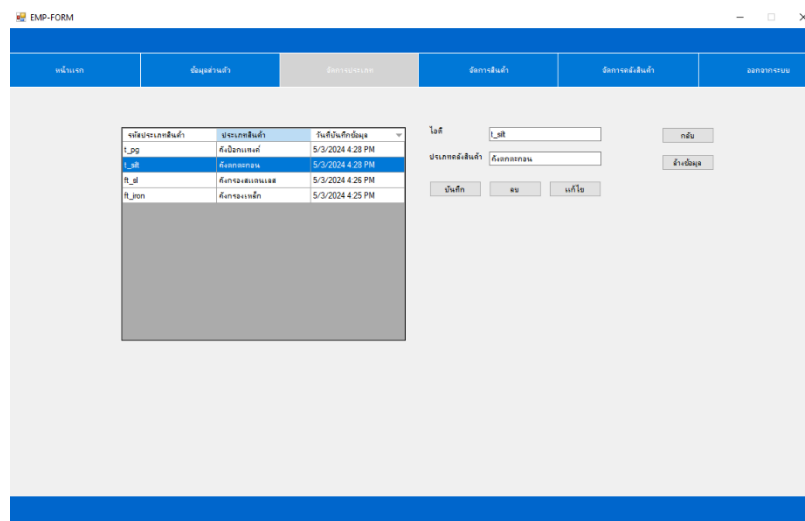 EMP-FORM
หน้าแรก ข้อมูลส่วนตัว จัดการประเภท จัดการสินค้า จัดการคลังสินค้า ออกจากระบบ
รหัสประเภทสินค้า ประเภทสินค้า วันที่บันทึกข้อมูล
t_pg ถังป๊อกแทงค์ 5/3/2024 4:28 PM
t_silt ถังตกตะกอน 5/3/2024 4:28 PM
ft_sl ถังกรองสแตนเลส 5/3/2024 4:26 PM
ft_iron ถังกรองเหล็ก 5/3/2024 4:25 PM
ไอดี t_silt
ประเภทคลังสินค้า ถังตกตะกอน
บันทึก ลบ แก้ไข
กลับ
ล้างข้อมูล